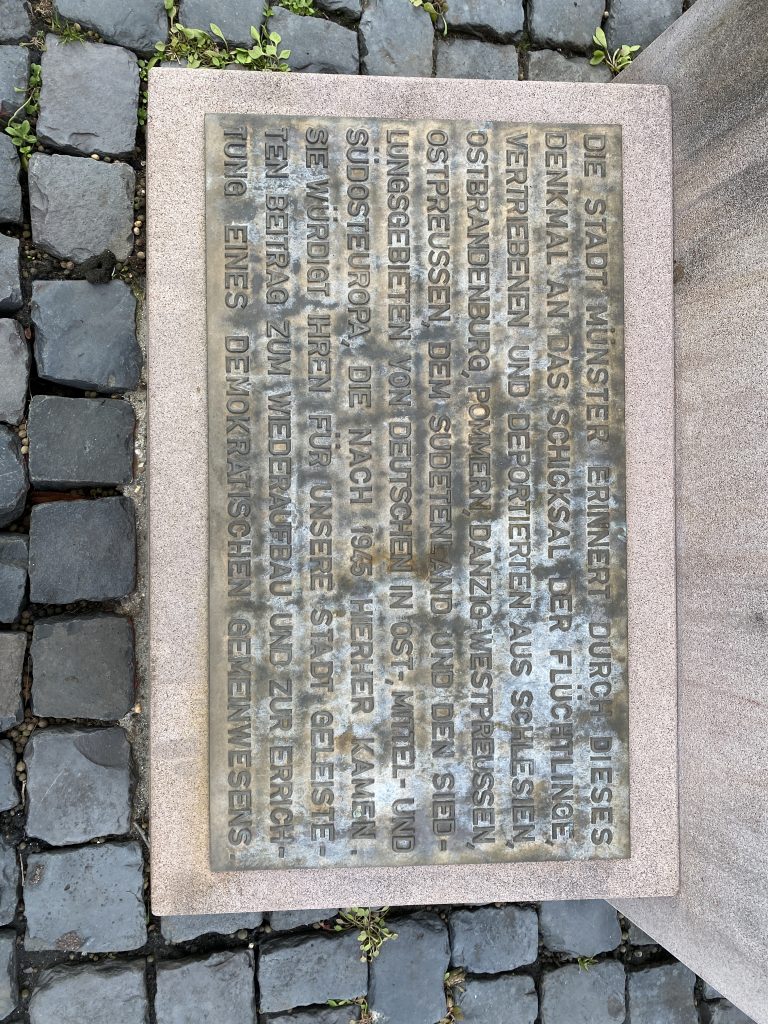 DIE STADT MÜNSTER ERINNERT DURCH DIESES
DENKMAL AN DAS SCHICKSAL DER FLÜCHTLINGE,
VERTRIEBENEN UND DEPORTIERTEN AUS SCHLESIEN,
OSTBRANDENBURG, POMMERN, DANZIG-WESTPREUSSEN,
OSTPREUSSEN, DEM SUDETENLAND UND DEN SIED-
LUNGSGEBIETEN VON DEUTSCHEN IN OST-, MITTEL- UND
SÜDOSTEUROPA, DIE NACH 1945 HIERHER KAMEN.
SIE WÜRDIGT IHREN FÜR UNSERE STADT GELEISTE-
TEN BEITRAG ZUM WIEDERAUFBAU UND ZUR ERRICH-
TUNG EINES DEMOKRATISCHEN GEMEINWESENS.